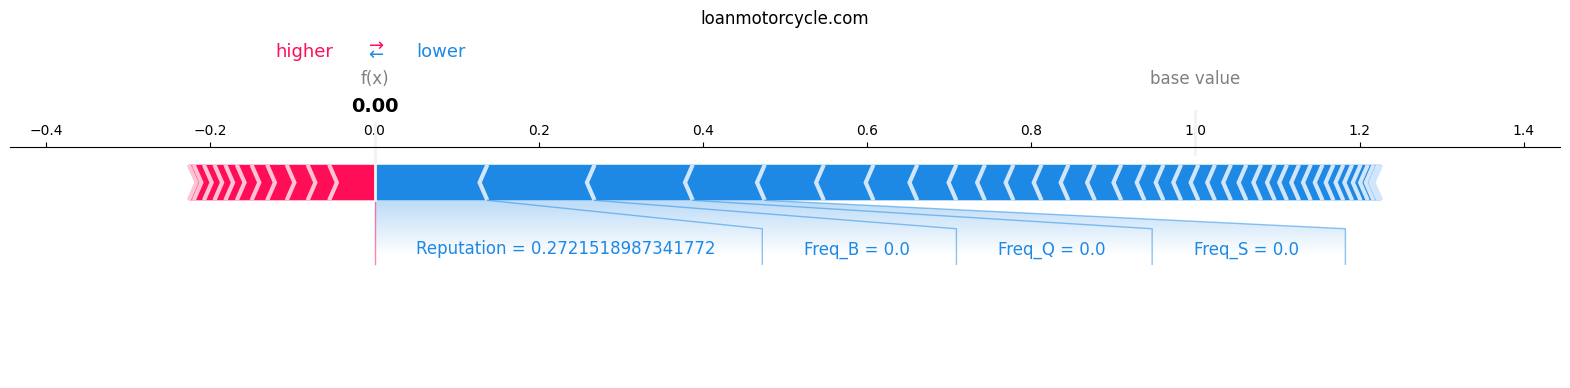 loanmotorcycle.com
higher ⇄ lower
f(x) base value
0.00
−0.4 −0.2 0.0 0.2 0.4 0.6 0.8 1.0 1.2 1.4
Reputation = 0.2721518987341772 Freq_B = 0.0 Freq_Q = 0.0 Freq_S = 0.0